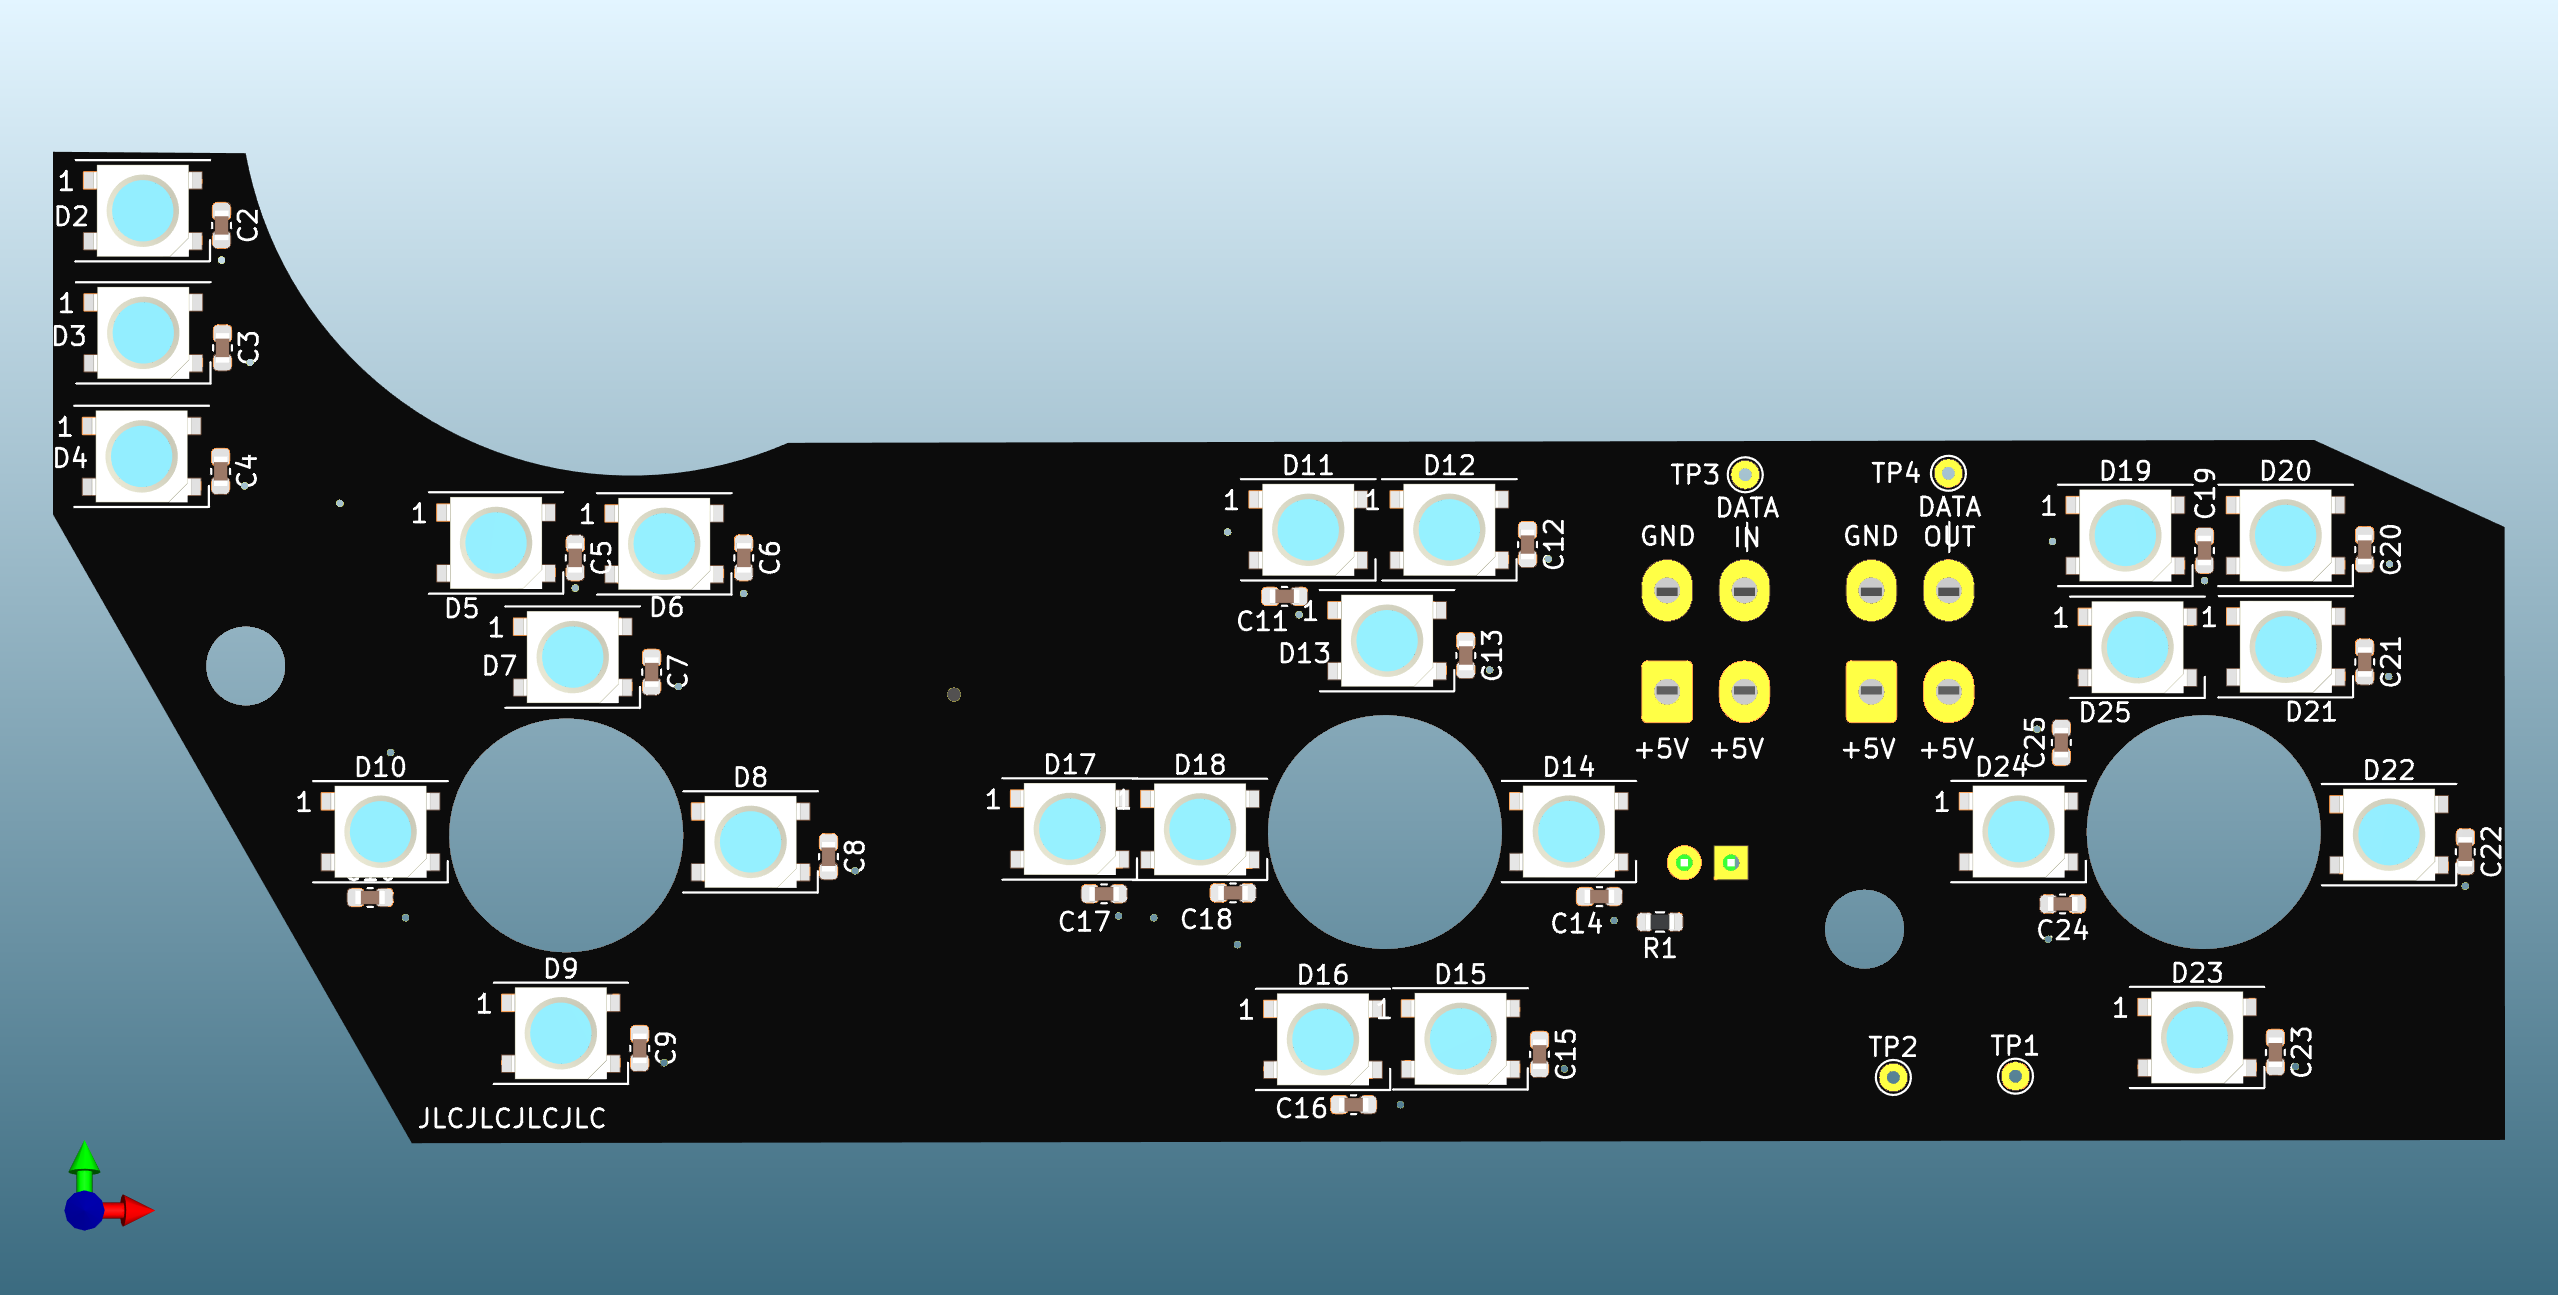 1
D2
C2
1
D3
C3
1
D4
C4
1
D5
C5
1
D6
C6
1
D7
C7
D8
C8
1
D9
C9
1
D10
JLCJLCJLCJLC
1
D11
C11
1
D12
C12
1
D13
C13
D14
C14
R1
1
D17
C17
1
D18
C18
1
D16
C16
1
D15
C15
TP3
DATA
IN
GND
+5V
+5V
TP4
DATA
OUT
GND
+5V
+5V
1
D19
C19
D20
C20
1
D25
C25
1
D21
C21
1
D24
C24
D22
C22
1
D23
C23
TP2
TP1